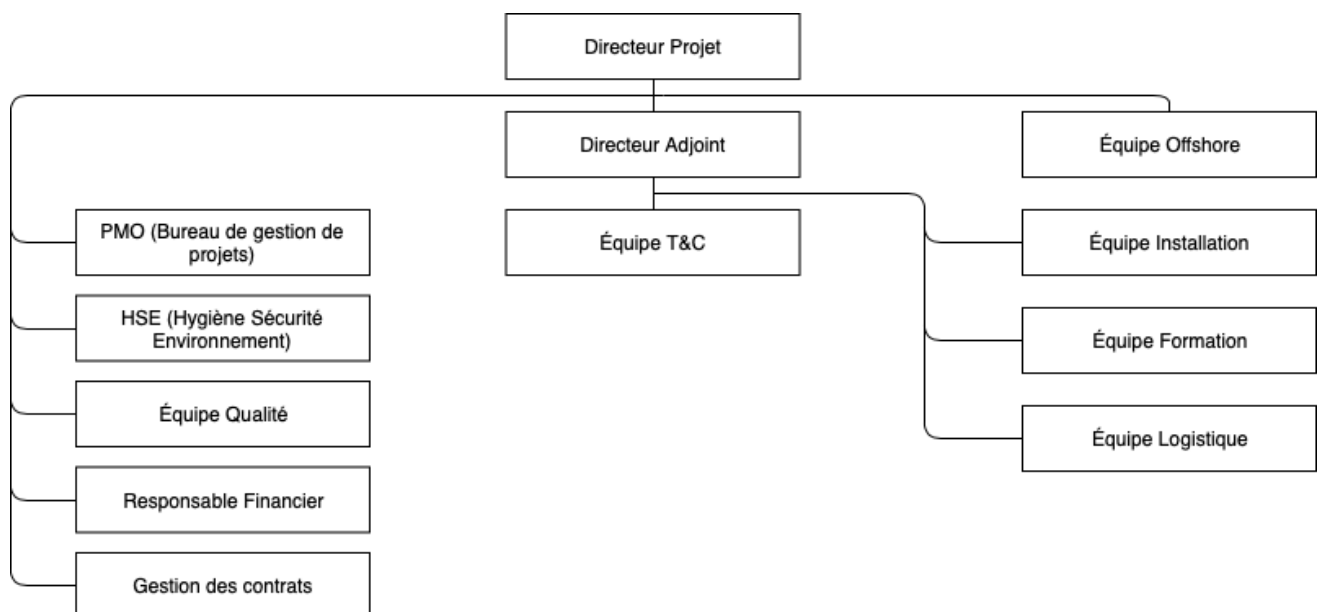 Directeur Projet
Directeur Adjoint
Équipe Offshore
PMO (Bureau de gestion de
projets)
Équipe T&C
Équipe Installation
HSE (Hygiène Sécurité
Environnement)
Équipe Formation
Équipe Qualité
Équipe Logistique
Responsable Financier
Gestion des contrats